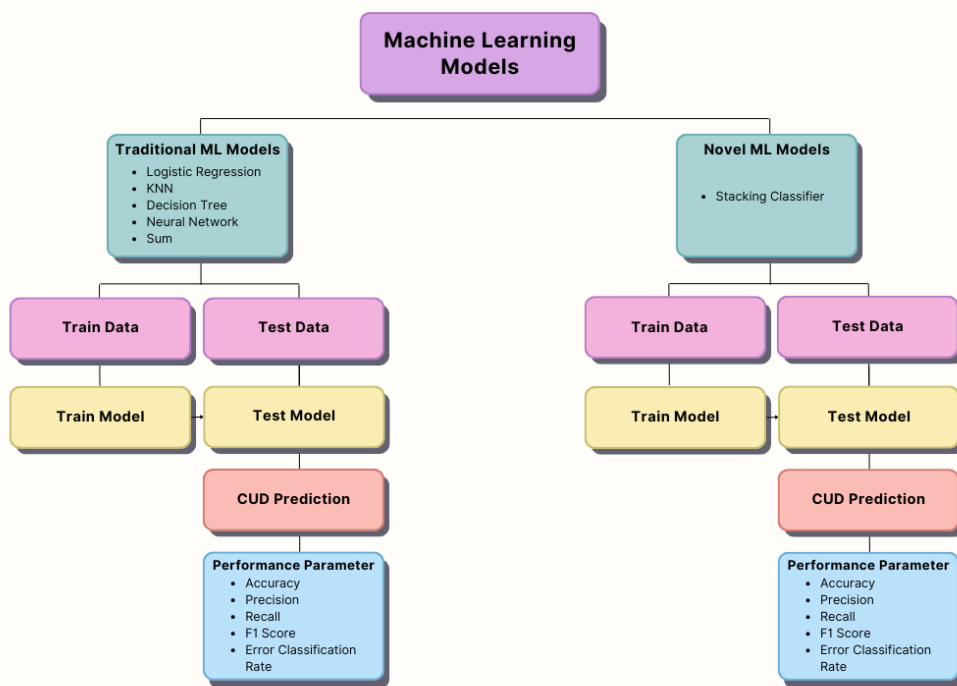 Machine Learning
Models
Traditional ML Models
• Logistic Regression
• KNN
• Decision Tree
• Neural Network
• Sum
Novel ML Models
• Stacking Classifier
Train Data
Test Data
Train Model
Test Model
CUD Prediction
Performance Parameter
• Accuracy
• Precision
• Recall
• F1 Score
• Error Classification
Rate
Train Data
Test Data
Train Model
Test Model
CUD Prediction
Performance Parameter
• Accuracy
• Precision
• Recall
• F1 Score
• Error Classification
Rate